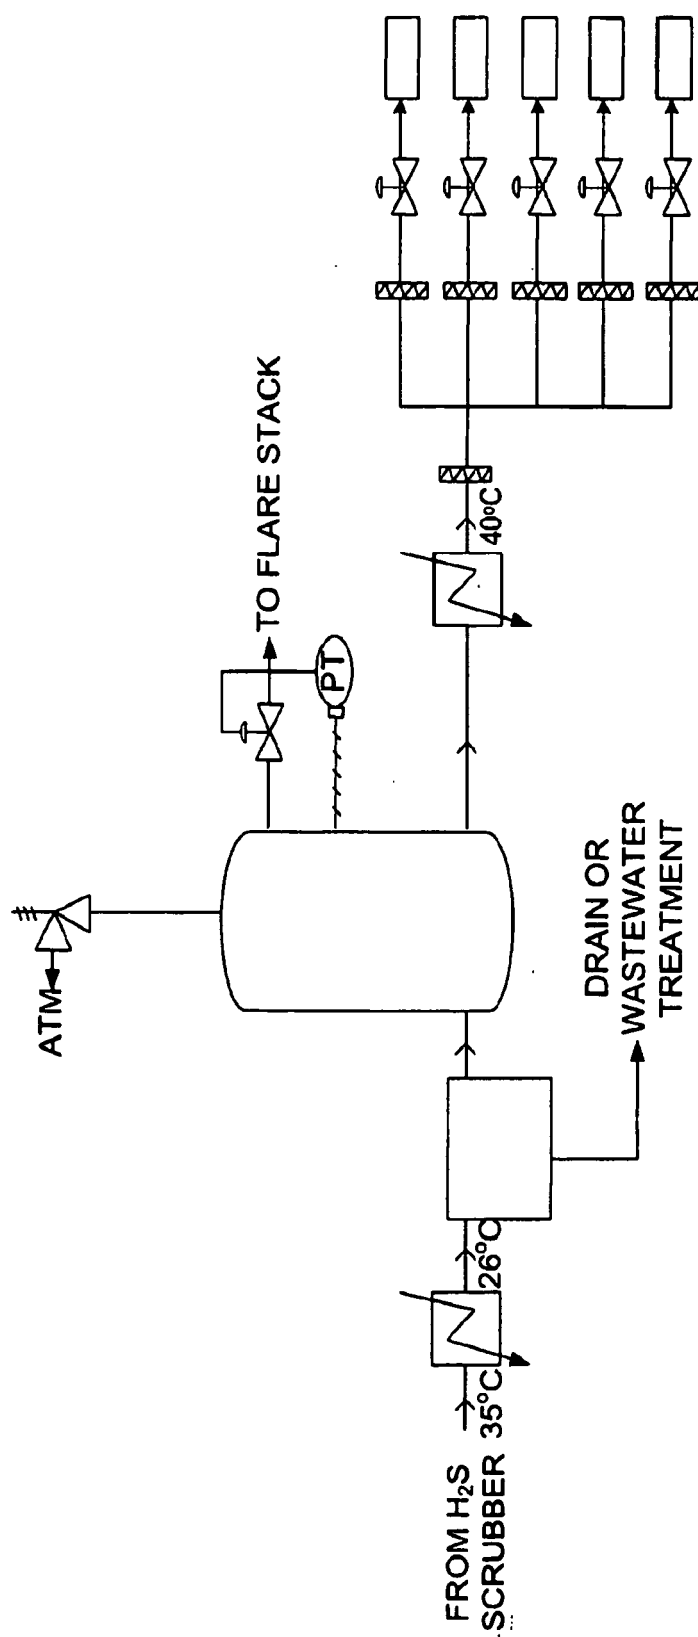 FROM H₂S
SCRUBBER
35°C
26°C
DRAIN OR
WASTEWATER
TREATMENT
ATM
TO FLARE STACK
PT
40°C